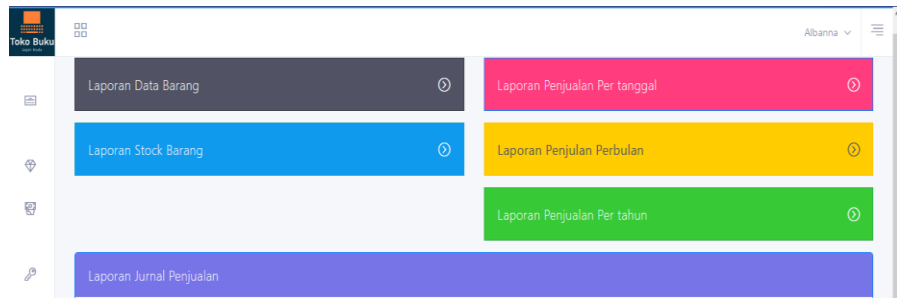 Toko Buku
Albanna
Laporan Data Barang
Laporan Penjualan Per tanggal
Laporan Stock Barang
Laporan Penjulan Perbulan
Laporan Penjualan Per tahun
Laporan Jurnal Penjualan